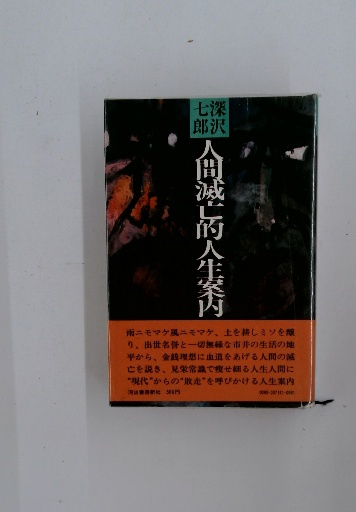 深沢
七郎
人間滅亡的人生案内
雨ニモマケ風ニモマケ、土を耕しミソを醸
り、出世名誉と一切無縁な市井の生活の地
平から、金銭理想に血道をあげる人間の滅
亡を説き、見栄常識で痩せ細る人生人間に
“現代”からの“敗走”を呼びかける人生案内
河出書房新社